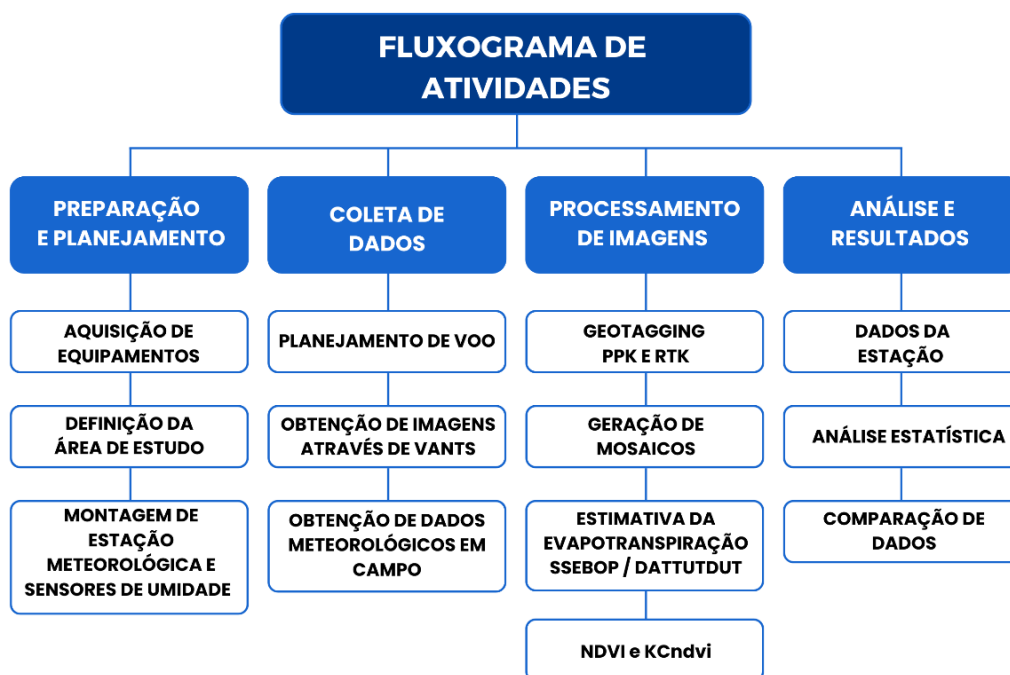 FLUXOGRAMA DE
ATIVIDADES
PREPARAÇÃO
E PLANEJAMENTO
AQUISIÇÃO DE
EQUIPAMENTOS
DEFINIÇÃO DA
ÁREA DE ESTUDO
MONTAGEM DE
ESTAÇÃO
METEOROLÓGICA E
SENSORES DE UMIDADE
COLETA DE
DADOS
PLANEJAMENTO DE VOO
OBTENÇÃO DE IMAGENS
ATRAVÉS DE VANTS
OBTENÇÃO DE DADOS
METEOROLÓGICOS EM
CAMPO
PROCESSAMENTO
DE IMAGENS
GEOTAGGING
PPK E RTK
GERAÇÃO DE
MOSAICOS
ESTIMATIVA DA
EVAPOTRANSPIRAÇÃO
SSEBOP / DATTUTDUT
NDVI e KCndvi
ANÁLISE E
RESULTADOS
DADOS DA
ESTAÇÃO
ANÁLISE ESTATÍSTICA
COMPARAÇÃO DE
DADOS